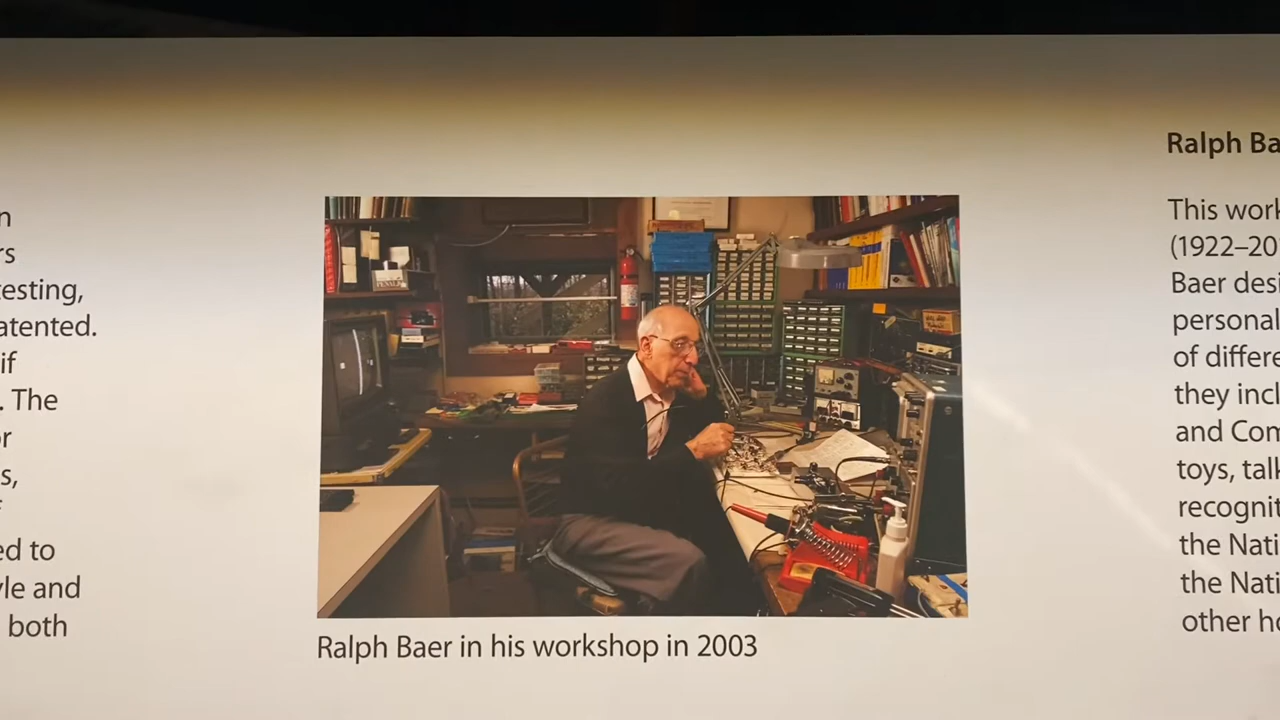 n
rs
testing,
atented.
if
. The
or
s,
ed to
yle and
both
Ralph Baer in his workshop in 2003
Ralph Ba
This work
(1922–20
Baer desi
personal
of differe
they incl
and Com
toys, talk
recognit
the Nati
the Nati
other ho